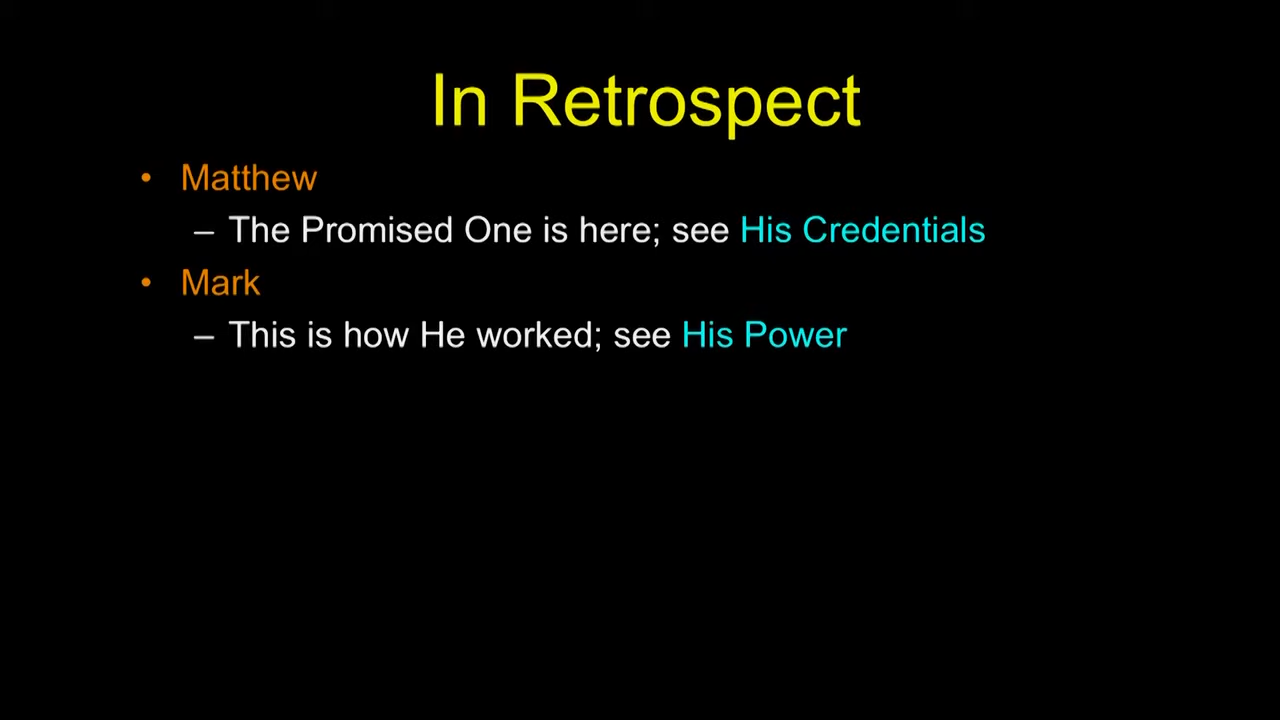 In Retrospect
• Matthew
– The Promised One is here; see His Credentials
• Mark
– This is how He worked; see His Power